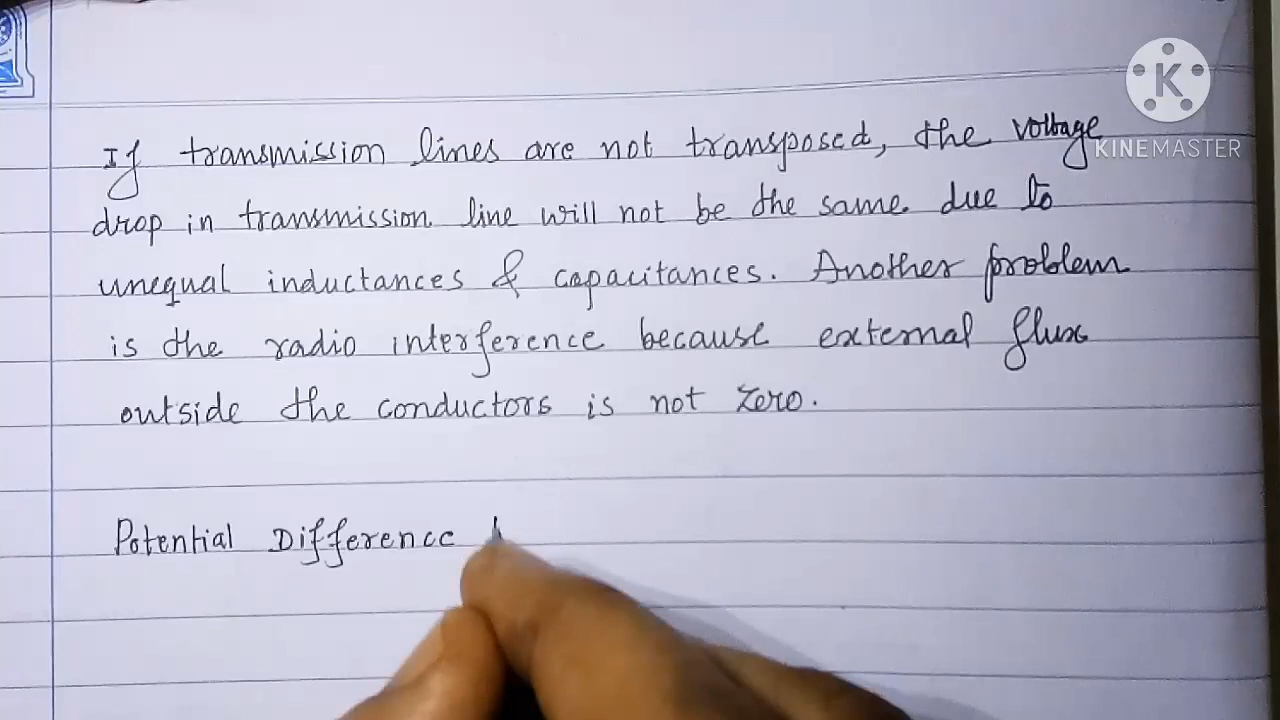 K
KINEMASTER
If transmission lines are not transposed, the voltage
drop in transmission line will not be the same due to
unequal inductances & capacitances. Another problem
is the radio interference because external flux
outside the conductors is not zero.
Potential Difference